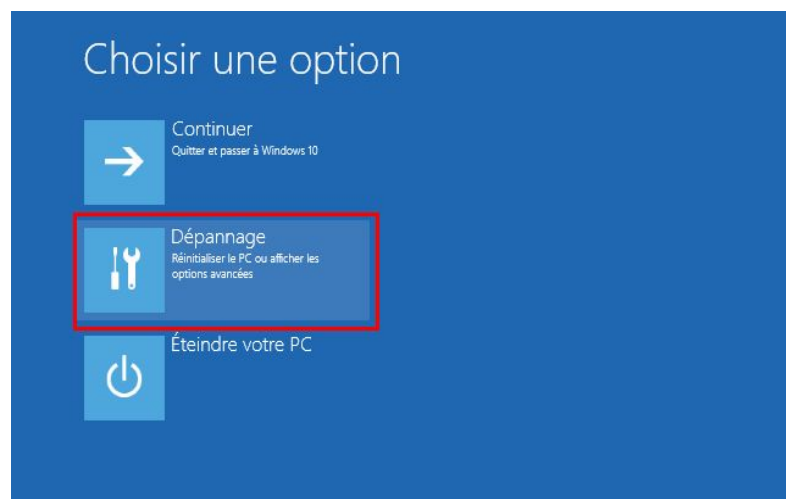 Choisir une option
Continuer
Quitter et passer à Windows 10
Dépannage
Réinitialiser le PC ou afficher les
options avancées
Éteindre votre PC